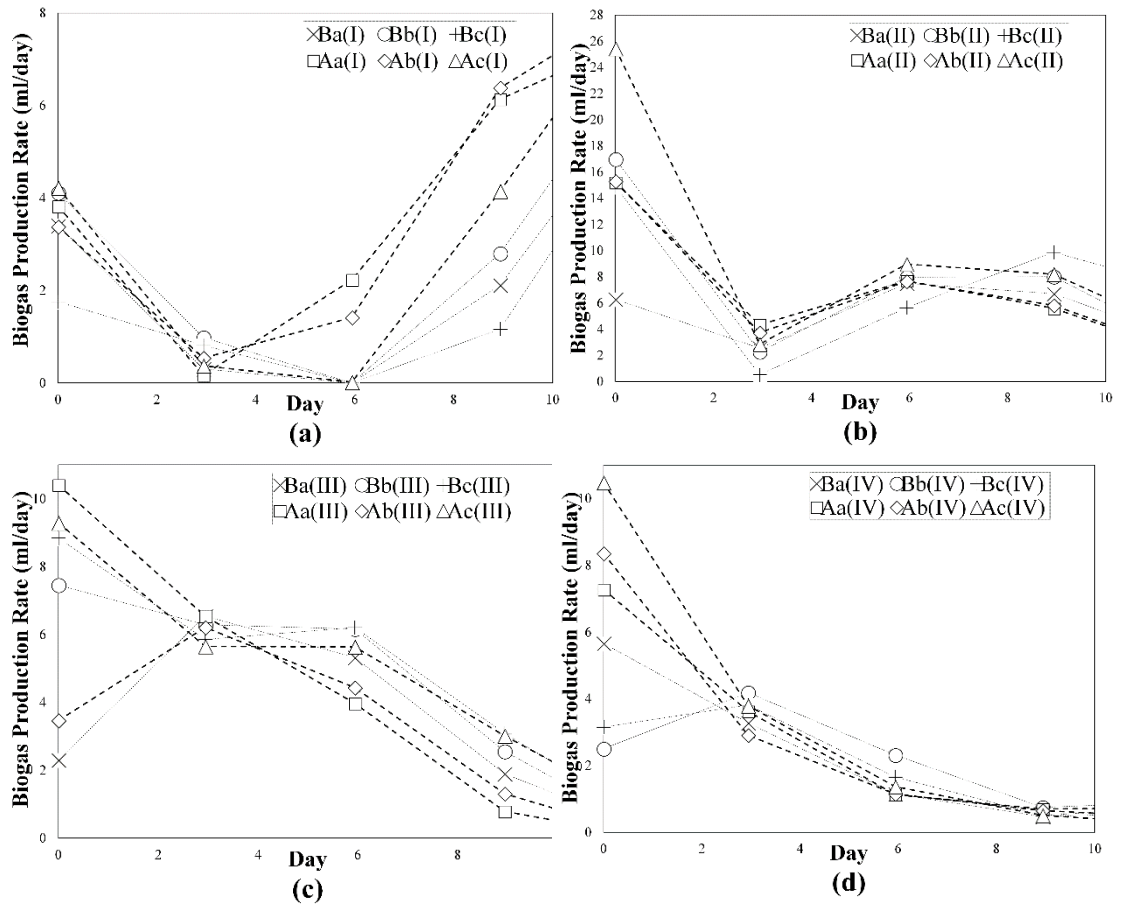 Biogas Production Rate (ml/day)
8
6
4
2
0
Ba(I) Bb(I) Bc(I)
Aa(I) Ab(I) Ac(I)
0 2 4 6 8 10
Day
(a)
Biogas Production Rate (ml/day)
28
26
24
22
20
18
16
14
12
10
8
6
4
2
0
Ba(II) Bb(II) Bc(II)
Aa(II) Ab(II) Ac(II)
0 2 4 6 8 10
Day
(b)
Biogas Production Rate (ml/day)
10
8
6
4
2
0
Ba(III) Bb(III) Bc(III)
Aa(III) Ab(III) Ac(III)
0 2 4 6 8
Day
(c)
Biogas Production Rate (ml/day)
10
8
6
4
2
0
Ba(IV) Bb(IV) Bc(IV)
Aa(IV) Ab(IV) Ac(IV)
0 2 4 6 8 10
Day
(d)